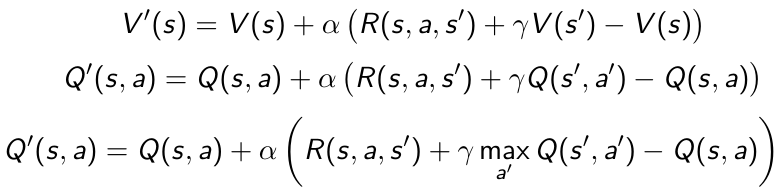 V′(s) = V(s) + α (R(s, a, s′) + γV(s′) − V(s))
Q′(s, a) = Q(s, a) + α (R(s, a, s′) + γQ(s′, a′) − Q(s, a))
Q′(s, a) = Q(s, a) + α (R(s, a, s′) + γ max_{a′} Q(s′, a′) − Q(s, a))